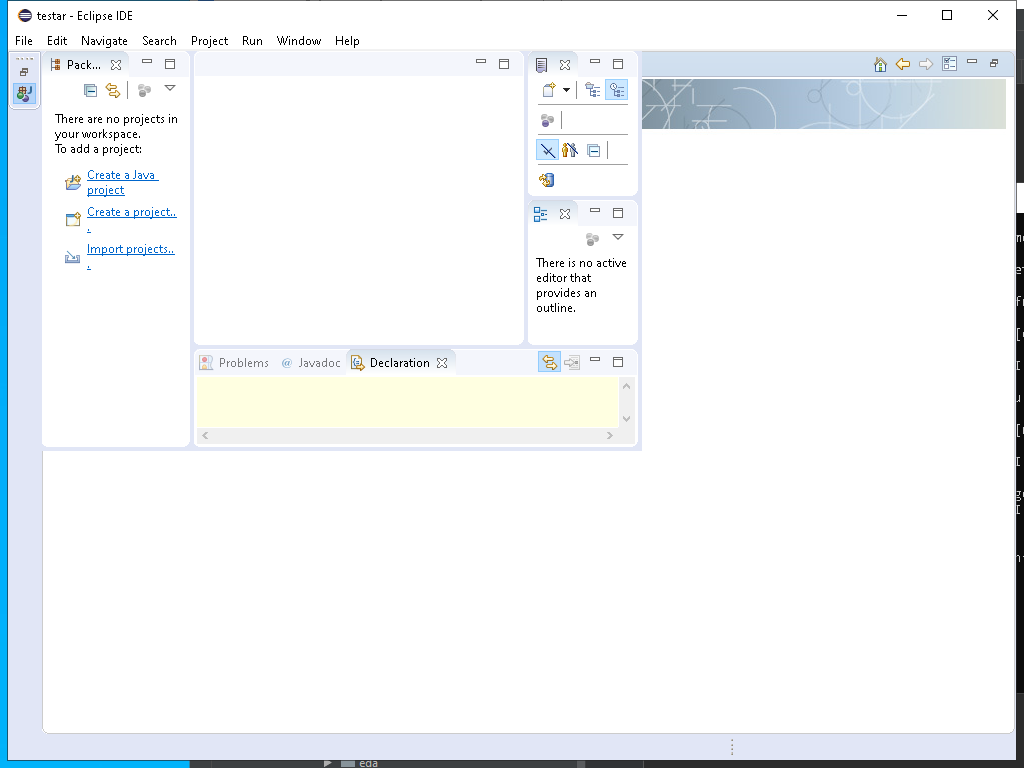 testar - Eclipse IDE
File Edit Navigate Search Project Run Window Help
Pack...
There are no projects in
your workspace.
To add a project:
Create a Java
project
Create a project..
.
Import projects..
.
There is no active
editor that
provides an
outline.
Problems @ Javadoc Declaration
eda